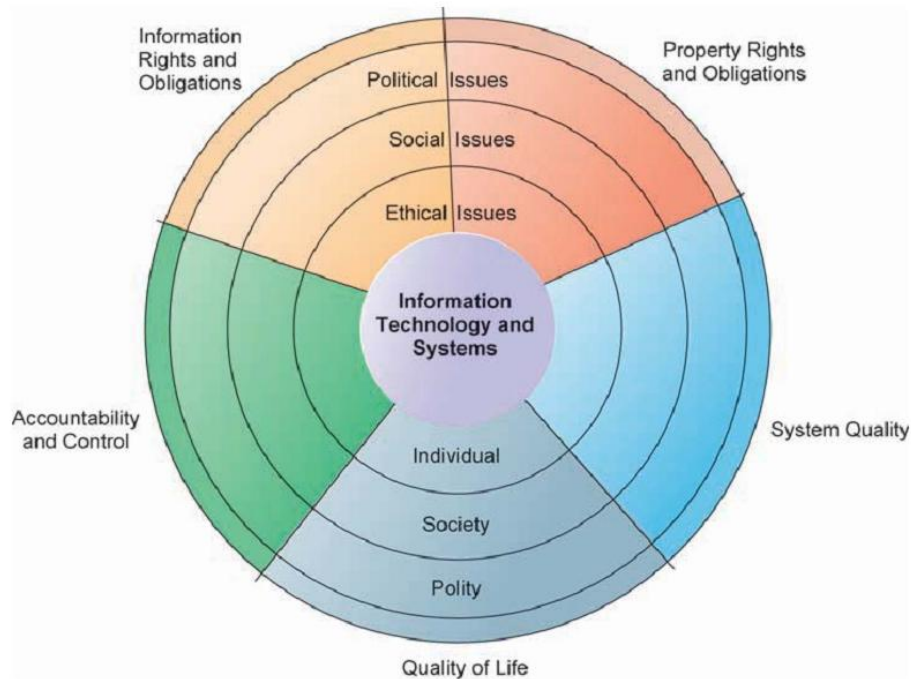 Information
Rights and
Obligations
Property Rights
and Obligations
Political Issues
Social Issues
Ethical Issues
Information
Technology and
Systems
Accountability
and Control
System Quality
Individual
Society
Polity
Quality of Life